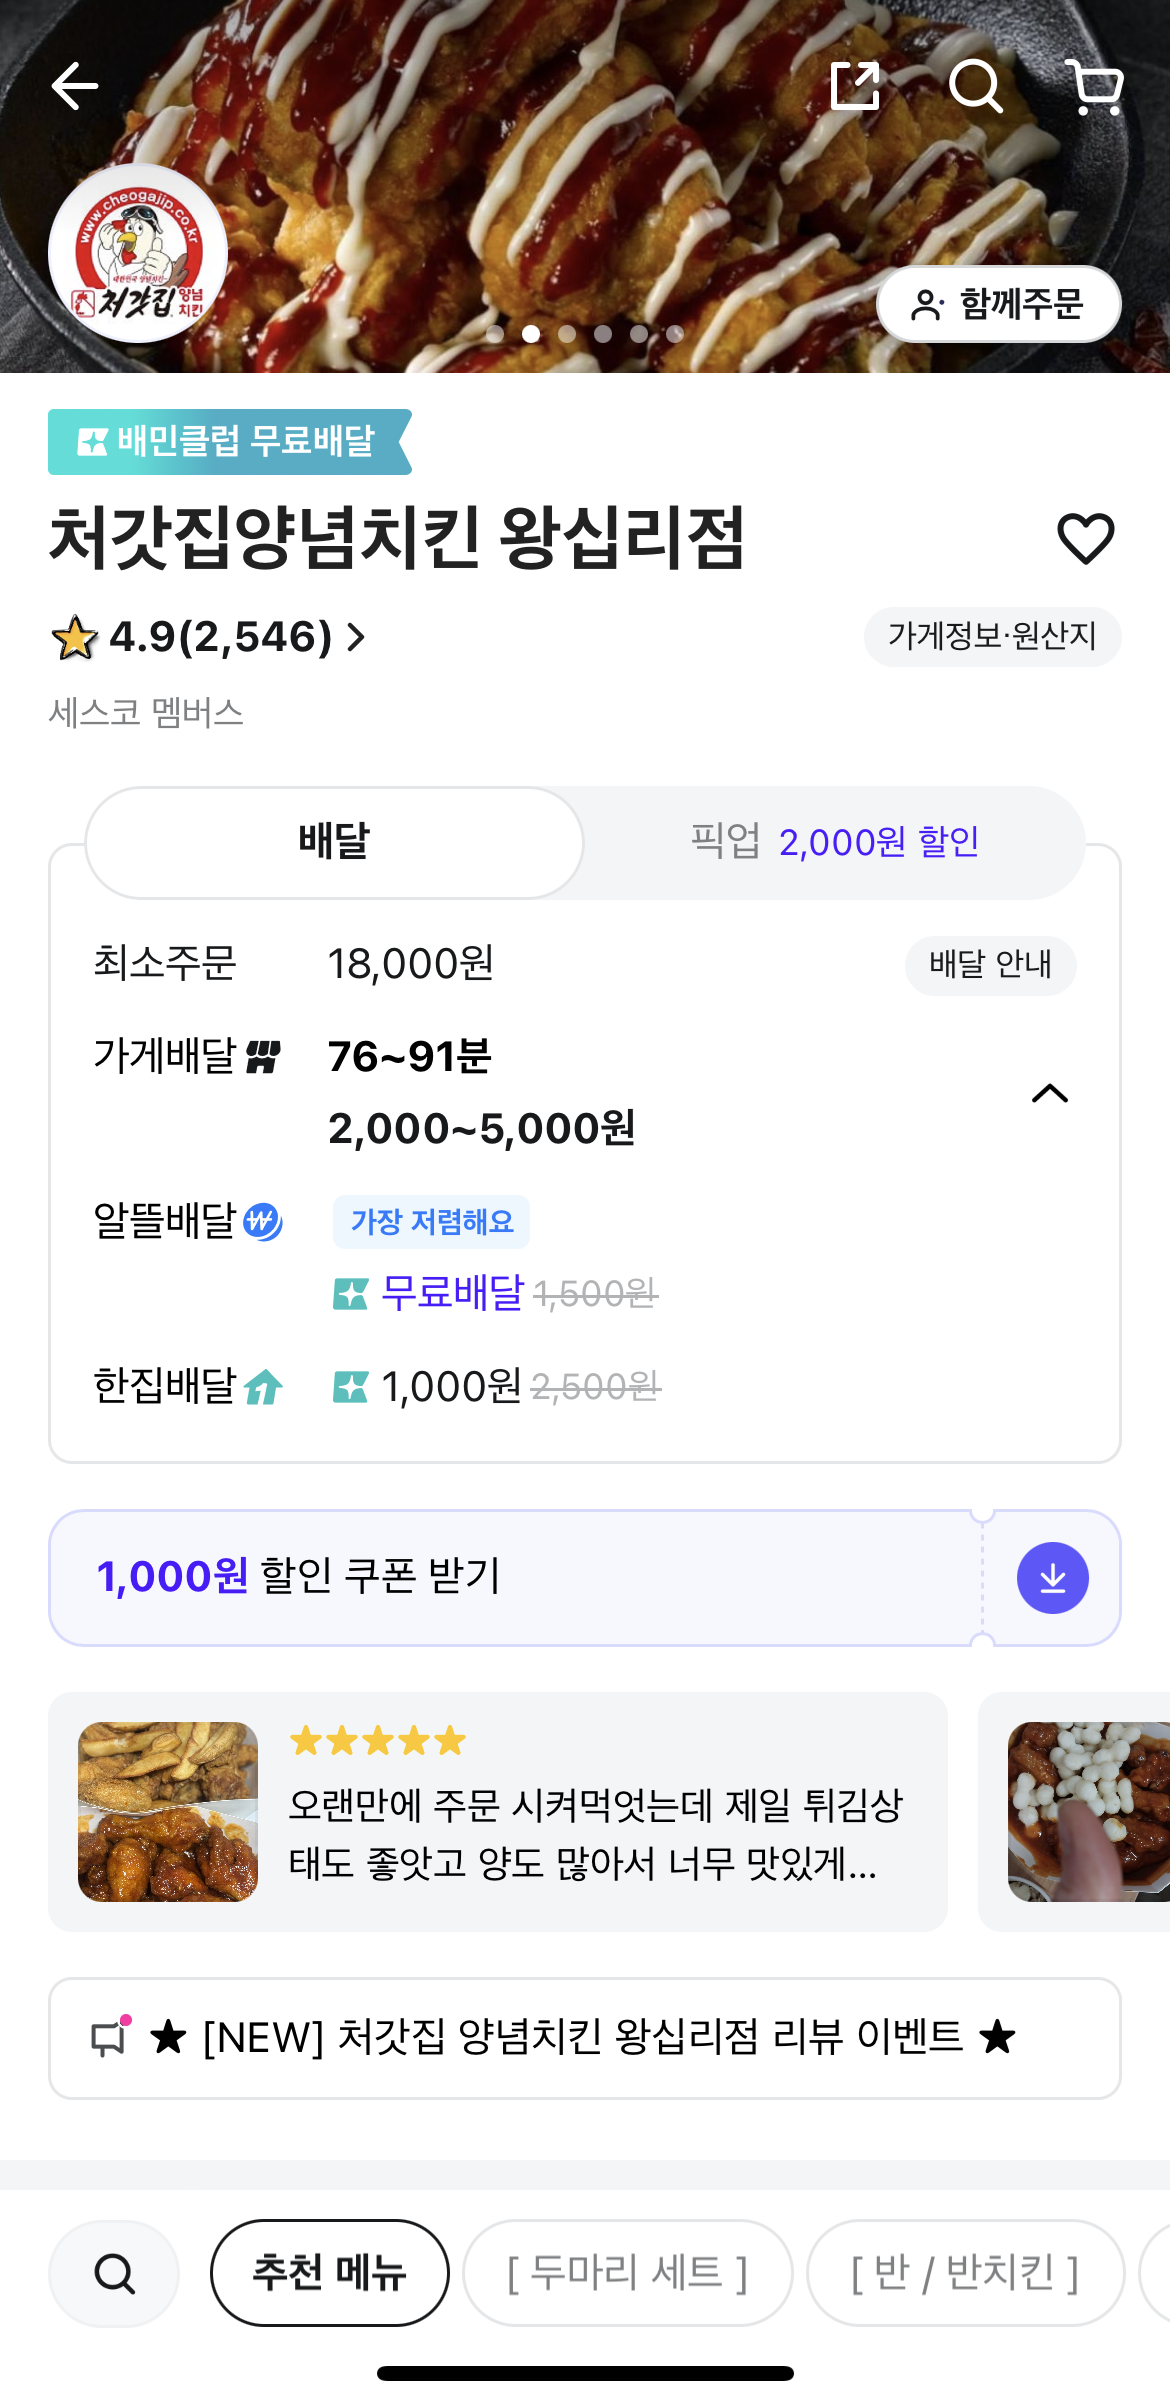 www.cheogajip.co.kr
대한민국 양념치킨~
처갓집 양념
치킨
함께주문
배민클럽 무료배달
처갓집양념치킨 왕십리점
4.9(2,546)
가게정보·원산지
세스코 멤버스
배달
픽업 2,000원 할인
최소주문 18,000원
배달 안내
가게배달 76~91분
2,000~5,000원
알뜰배달 가장 저렴해요
무료배달 1,500원
한집배달 1,000원 2,500원
1,000원 할인 쿠폰 받기
★★★★★
오랜만에 주문 시켜먹엇는데 제일 튀김상
태도 좋앗고 양도 많아서 너무 맛있게...
★ [NEW] 처갓집 양념치킨 왕십리점 리뷰 이벤트 ★
추천 메뉴
[ 두마리 세트 ]
[ 반 / 반치킨 ]